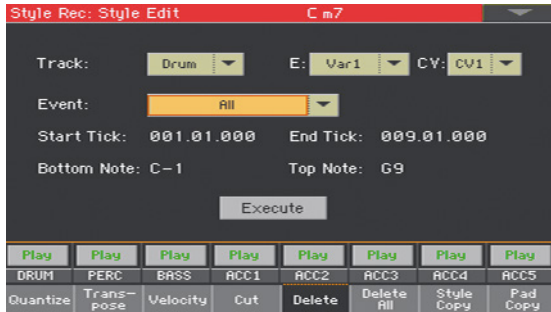 Style Rec: Style Edit C m7
Track: Drum E: Var1 CV: CV1
Event: All
Start Tick: 001.01.000 End Tick: 009.01.000
Bottom Note: C-1 Top Note: G9
Execute
Play Play Play Play Play Play Play Play
DRUM PERC BASS ACC1 ACC2 ACC3 ACC4 ACC5
Quantize Trans-pose Velocity Cut Delete Delete All Style Copy Pad Copy